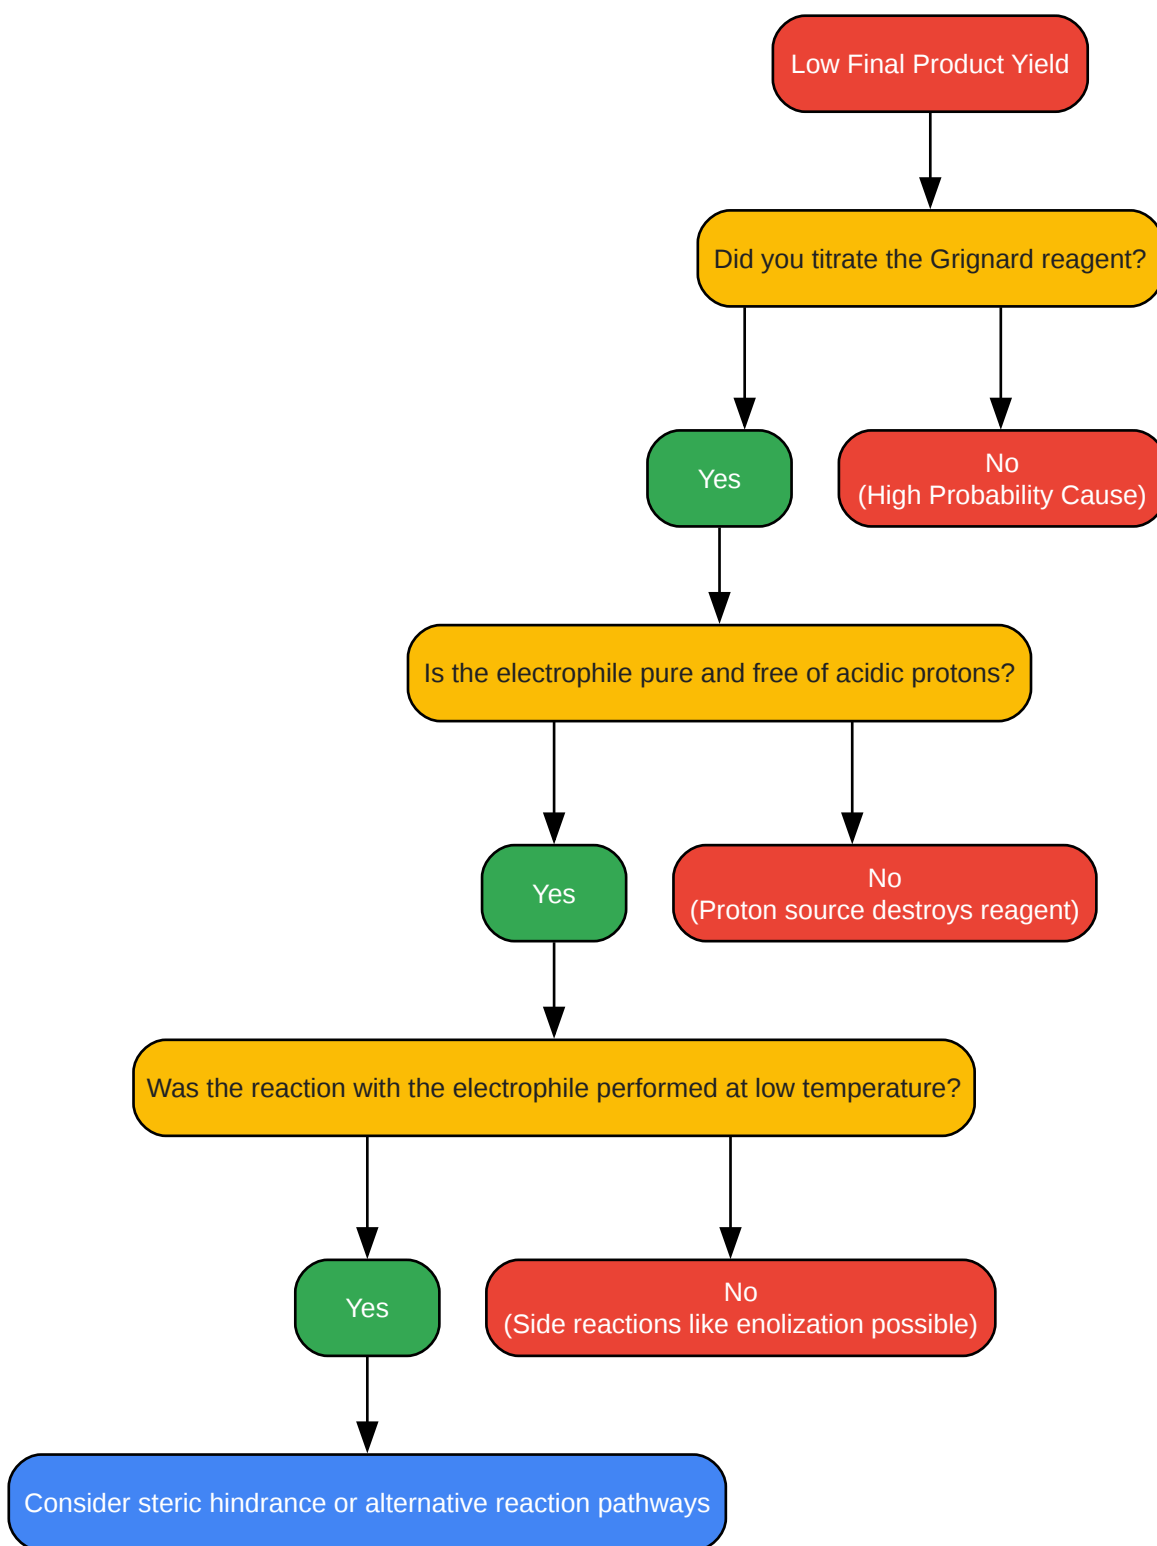 Low Final Product Yield
Did you titrate the Grignard reagent?
Yes
No
(High Probability Cause)
Is the electrophile pure and free of acidic protons?
Yes
No
(Proton source destroys reagent)
Was the reaction with the electrophile performed at low temperature?
Yes
No
(Side reactions like enolization possible)
Consider steric hindrance or alternative reaction pathways